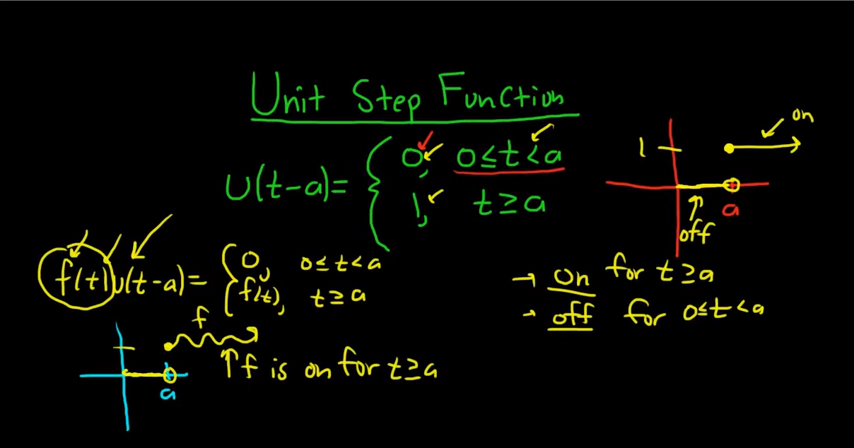 Unit Step Function
U(t-a)= { 0, 0≤t<a
1, t≥a
1
on
a
off
f(t)u(t-a)= { 0, 0≤t<a
f(t), t≥a
→ on for t≥a
→ off for 0≤t<a
f
↑f is on for t≥a
a